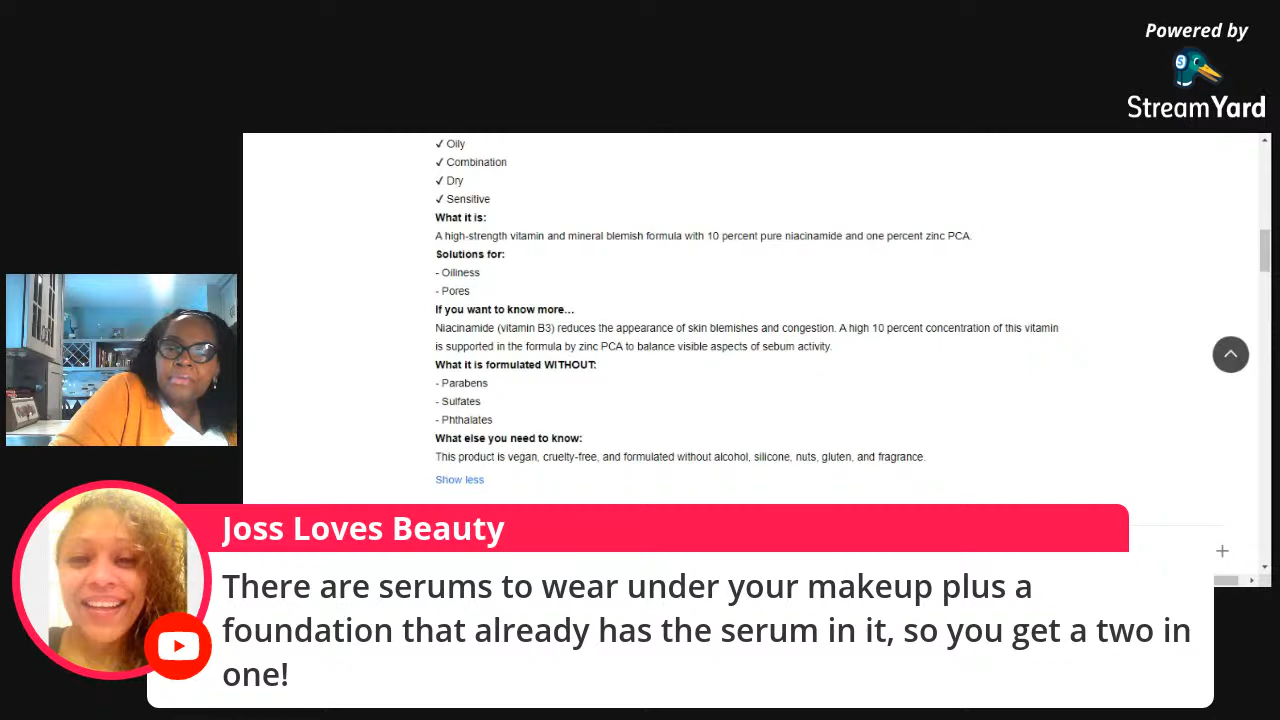 Powered by
StreamYard
✓ Oily
✓ Combination
✓ Dry
✓ Sensitive
What it is:
A high-strength vitamin and mineral blemish formula with 10 percent pure niacinamide and one percent zinc PCA.
Solutions for:
- Oiliness
- Pores
If you want to know more…
Niacinamide (vitamin B3) reduces the appearance of skin blemishes and congestion. A high 10 percent concentration of this vitamin
is supported in the formula by zinc PCA to balance visible aspects of sebum activity.
What it is formulated WITHOUT:
- Parabens
- Sulfates
- Phthalates
What else you need to know:
This product is vegan, cruelty-free, and formulated without alcohol, silicone, nuts, gluten, and fragrance.
Show less
Joss Loves Beauty
There are serums to wear under your makeup plus a
foundation that already has the serum in it, so you get a two in
one!